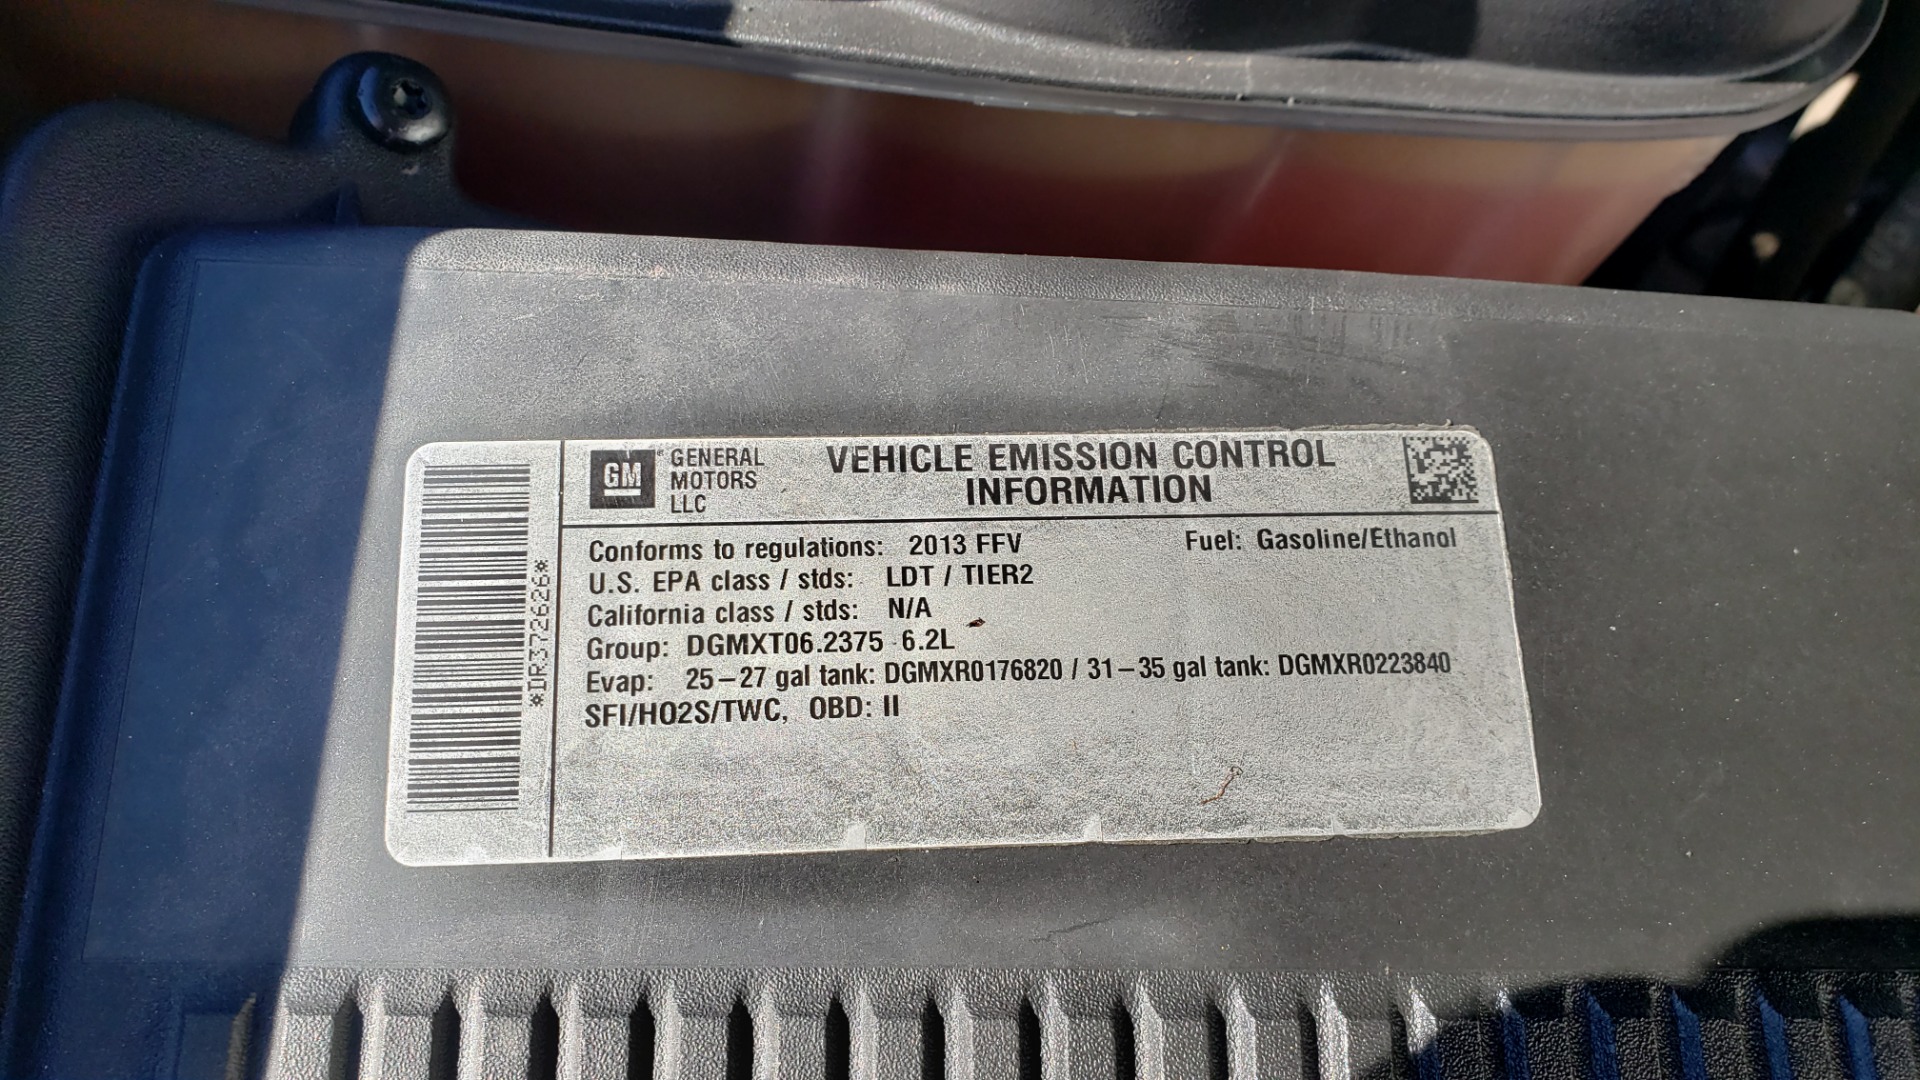 GM
GENERAL
MOTORS
LLC
VEHICLE EMISSION CONTROL
INFORMATION
Conforms to regulations: 2013 FFV
Fuel: Gasoline/Ethanol
U.S. EPA class / stds: LDT / TIER2
California class / stds: N/A
Group: DGMXT06.2375 6.2L
Evap: 25–27 gal tank: DGMXR0176820 / 31–35 gal tank: DGMXR0223840
SFI/HO2S/TWC, OBD: II
*DR3726266*